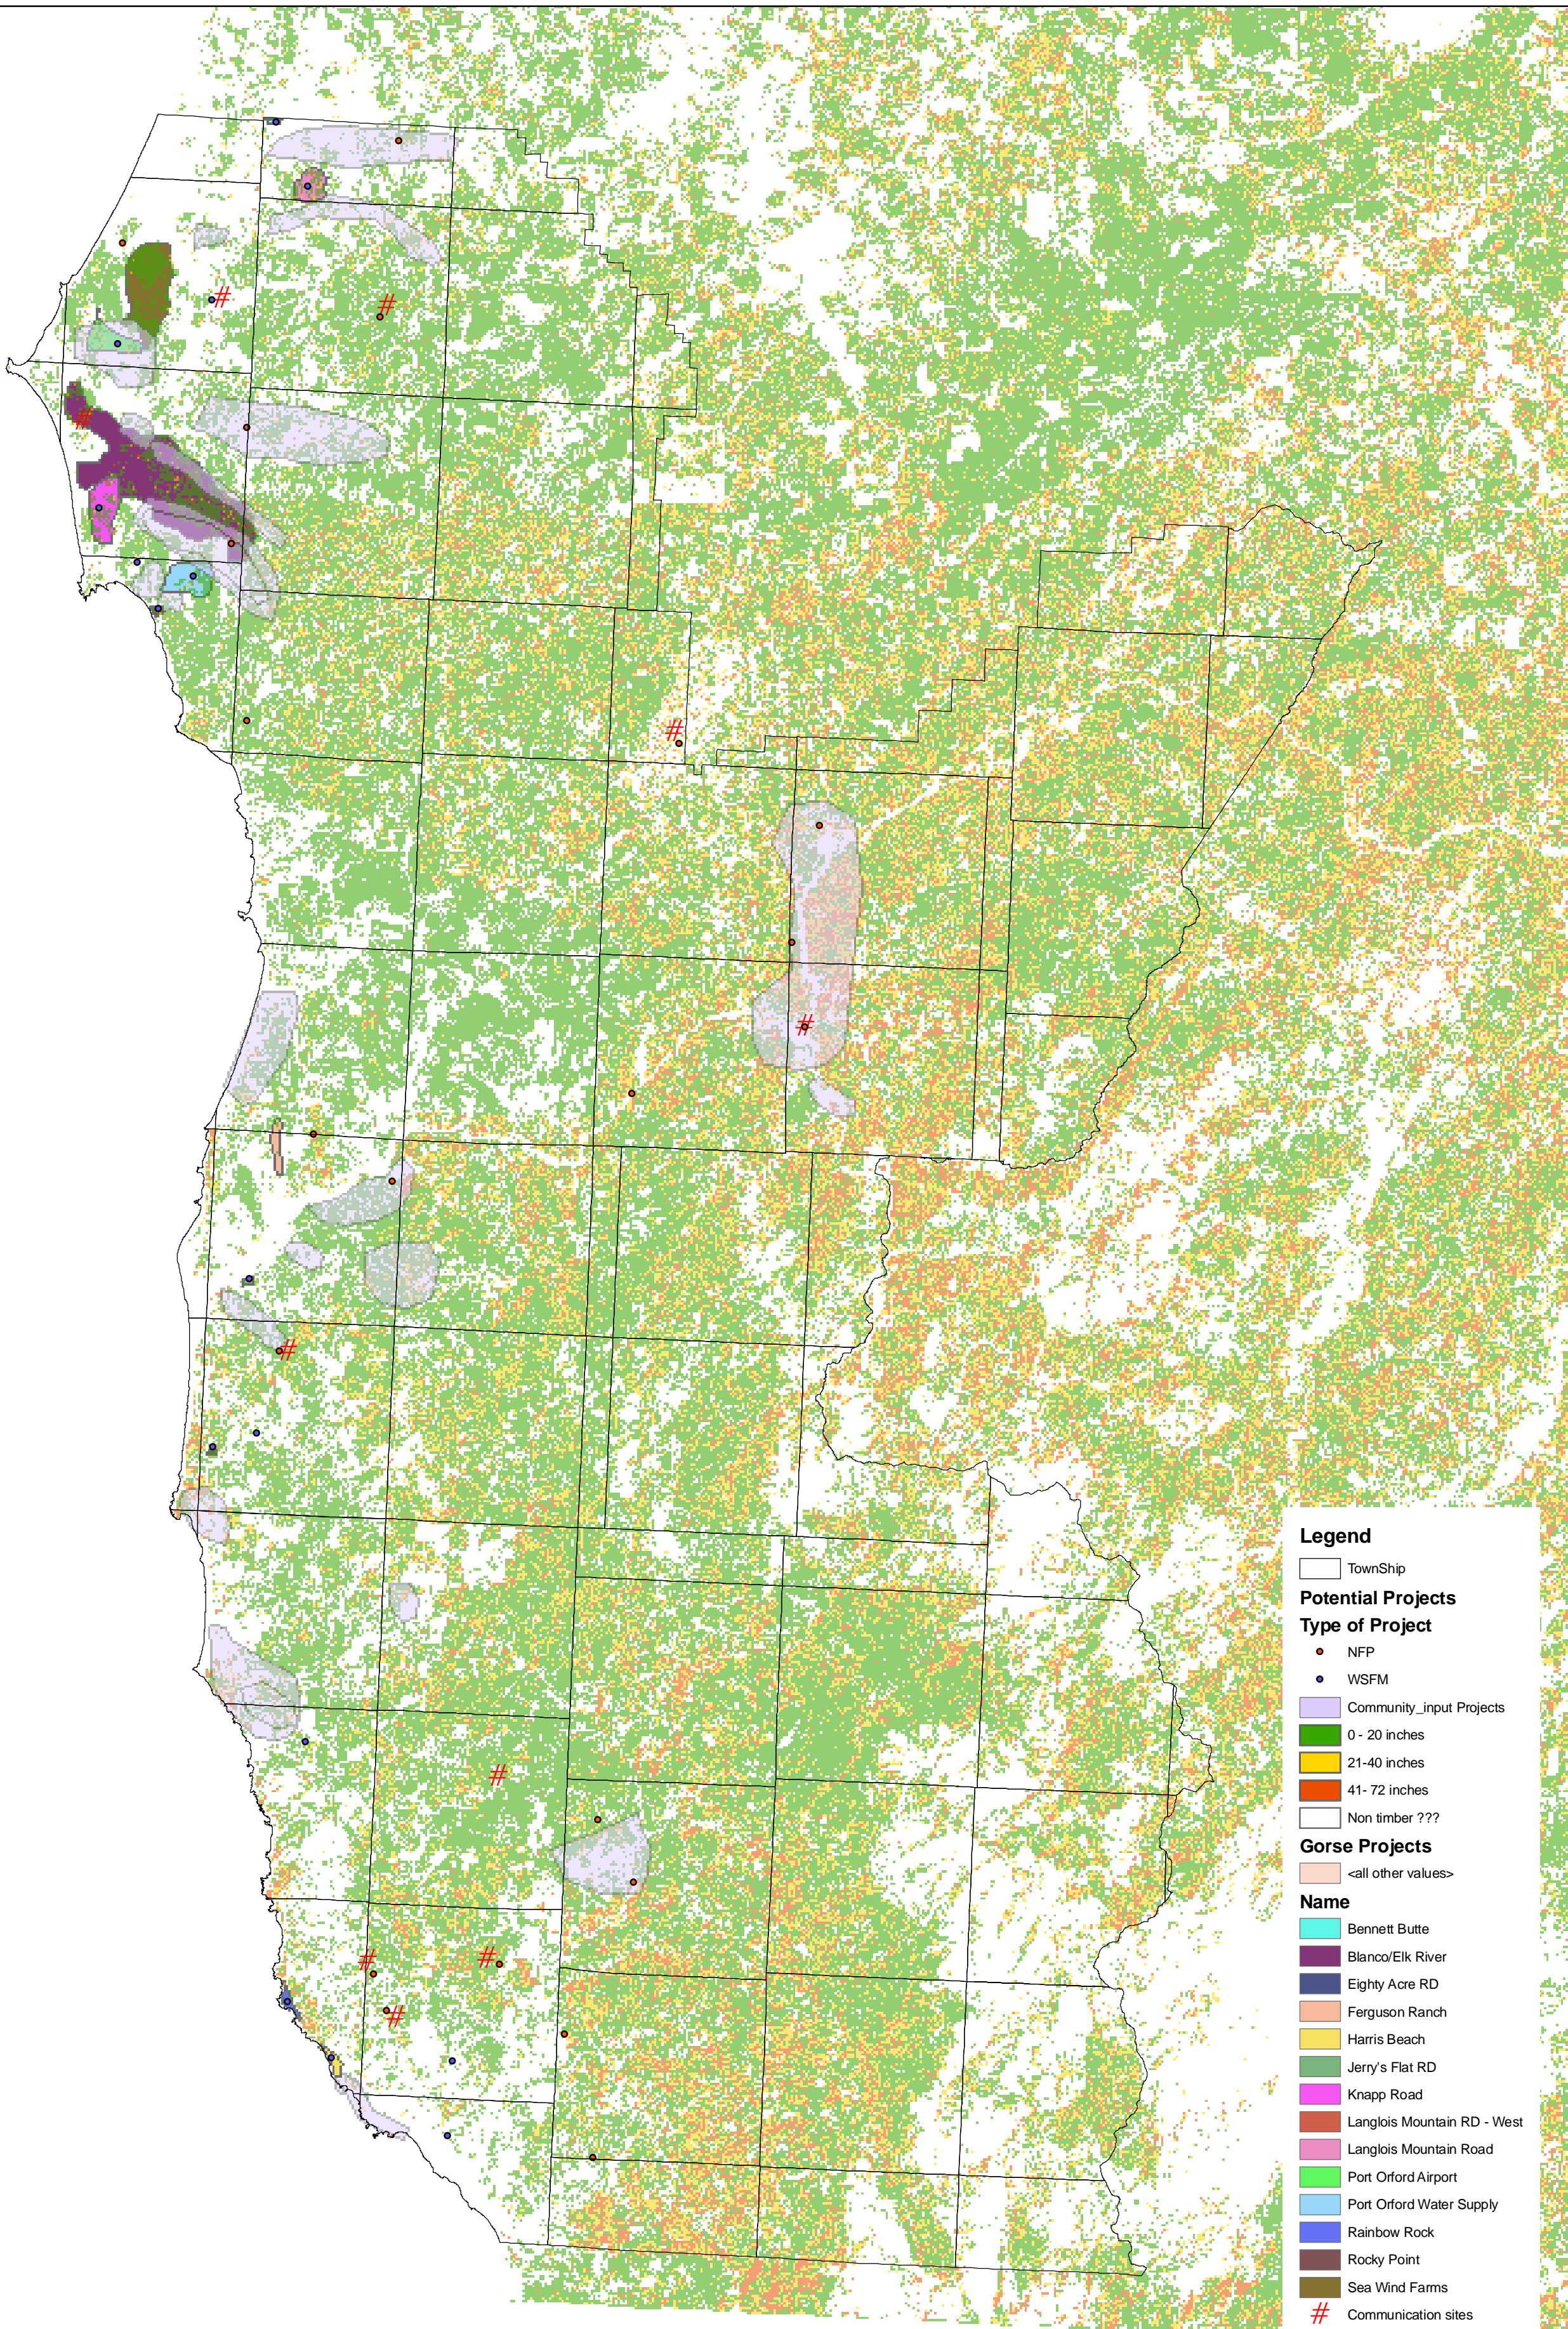 Legend
TownShip
Potential Projects
Type of Project
NFP
WSFM
Community_input Projects
0 - 20 inches
21-40 inches
41- 72 inches
Non timber ???
Gorse Projects
<all other values>
Name
Bennett Butte
Blanco/Elk River
Eighty Acre RD
Ferguson Ranch
Harris Beach
Jerry's Flat RD
Knapp Road
Langlois Mountain RD - West
Langlois Mountain Road
Port Orford Airport
Port Orford Water Supply
Rainbow Rock
Rocky Point
Sea Wind Farms
# Communication sites